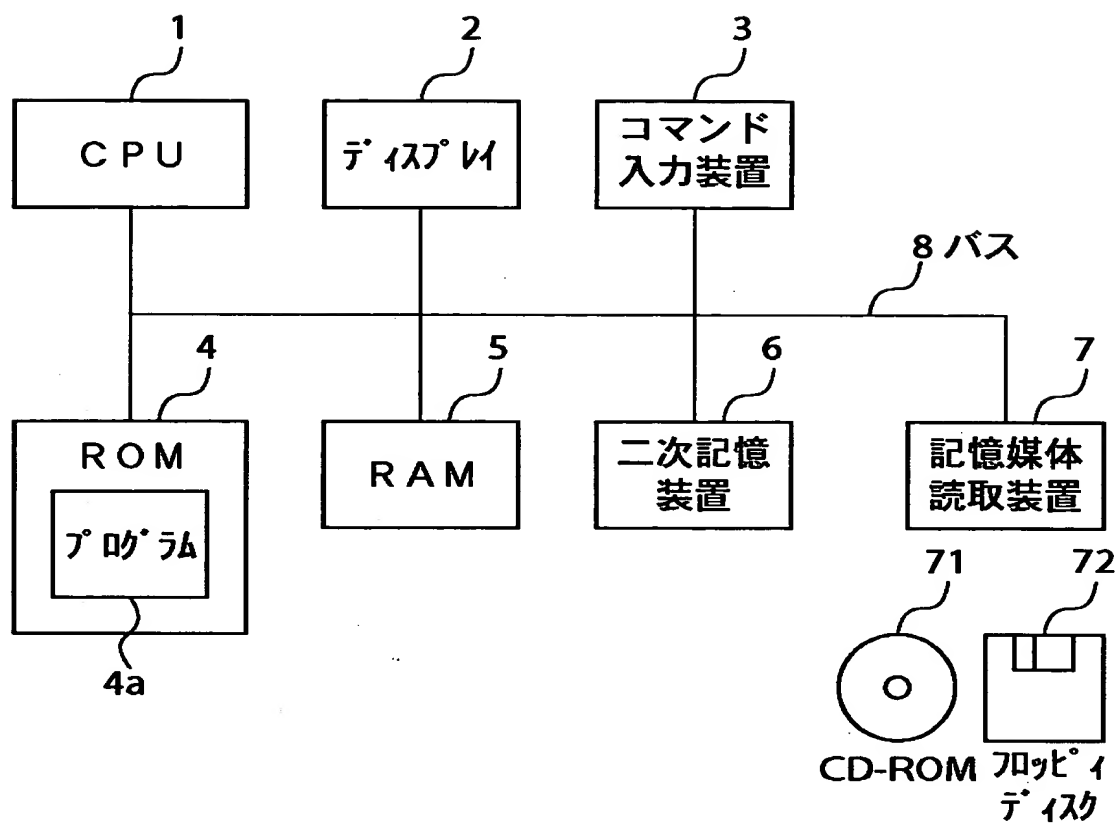 1
2
3
CPU
ディスプレイ
コマンド
入力装置
8 バス
4
5
6
7
ROM
プログラム
4a
RAM
二次記憶
装置
記憶媒体
読取装置
71
72
CD-ROM
フロッピィ
ディスク